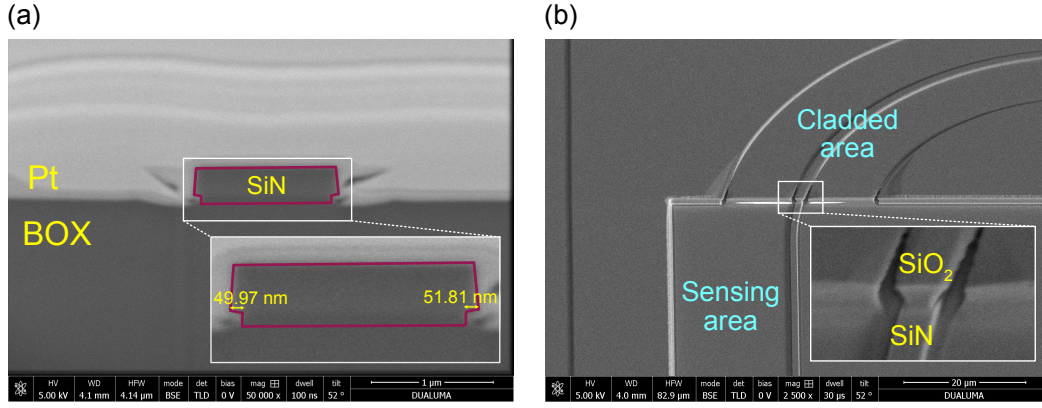 (a)
Pt
BOX
SiN
49.97 nm
51.81 nm
HV
WD
HFW
mode
det
bias
mag
dwell
tilt
5.00 kV
4.1 mm
4.14 µm
BSE
TLD
0 V
50 000 x
100 ns
52 °
1 µm
DUALUMA
(b)
Cladded
area
Sensing
area
SiO₂
SiN
HV
WD
HFW
mode
det
bias
mag
dwell
tilt
5.00 kV
4.0 mm
82.9 µm
BSE
TLD
0 V
2 500 x
30 µs
52 °
20 µm
DUALUMA